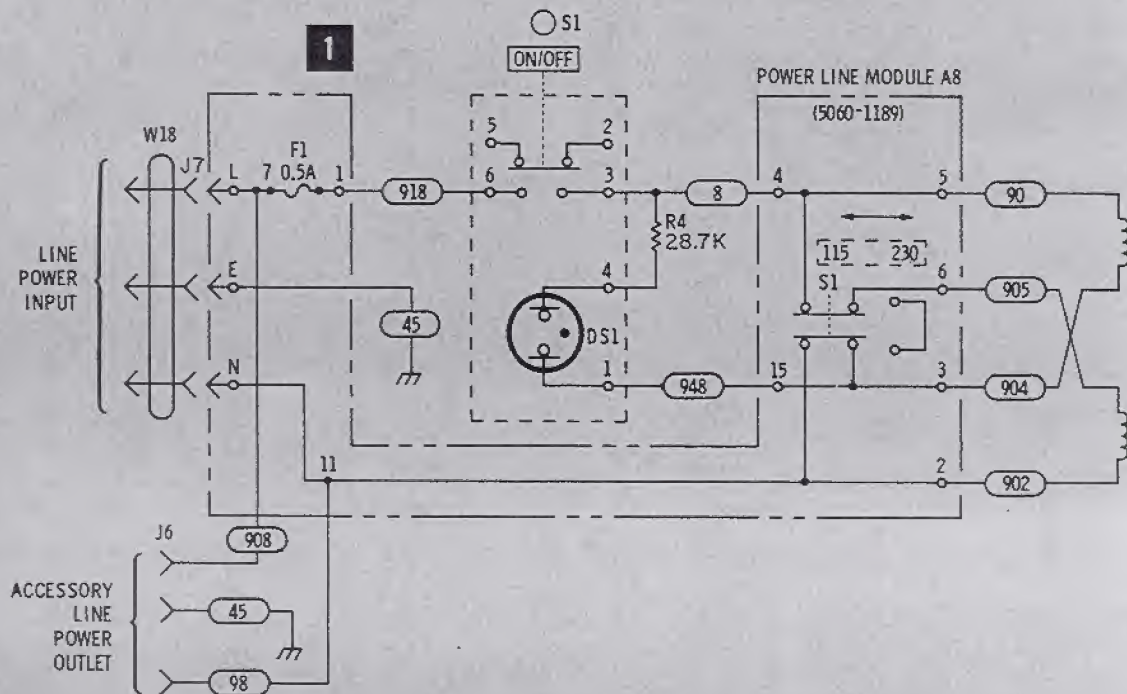 1
S1
ON/OFF
POWER LINE MODULE A8
(5060-1189)
W18
J7
L
7
F1
0.5A
1
918
5
2
6
3
8
4
5
90
R4
28.7K
115
230
S1
LINE
POWER
INPUT
E
45
4
6
905
DS1
N
1
948
15
3
904
11
2
902
J6
908
ACCESSORY
LINE
POWER
OUTLET
45
98